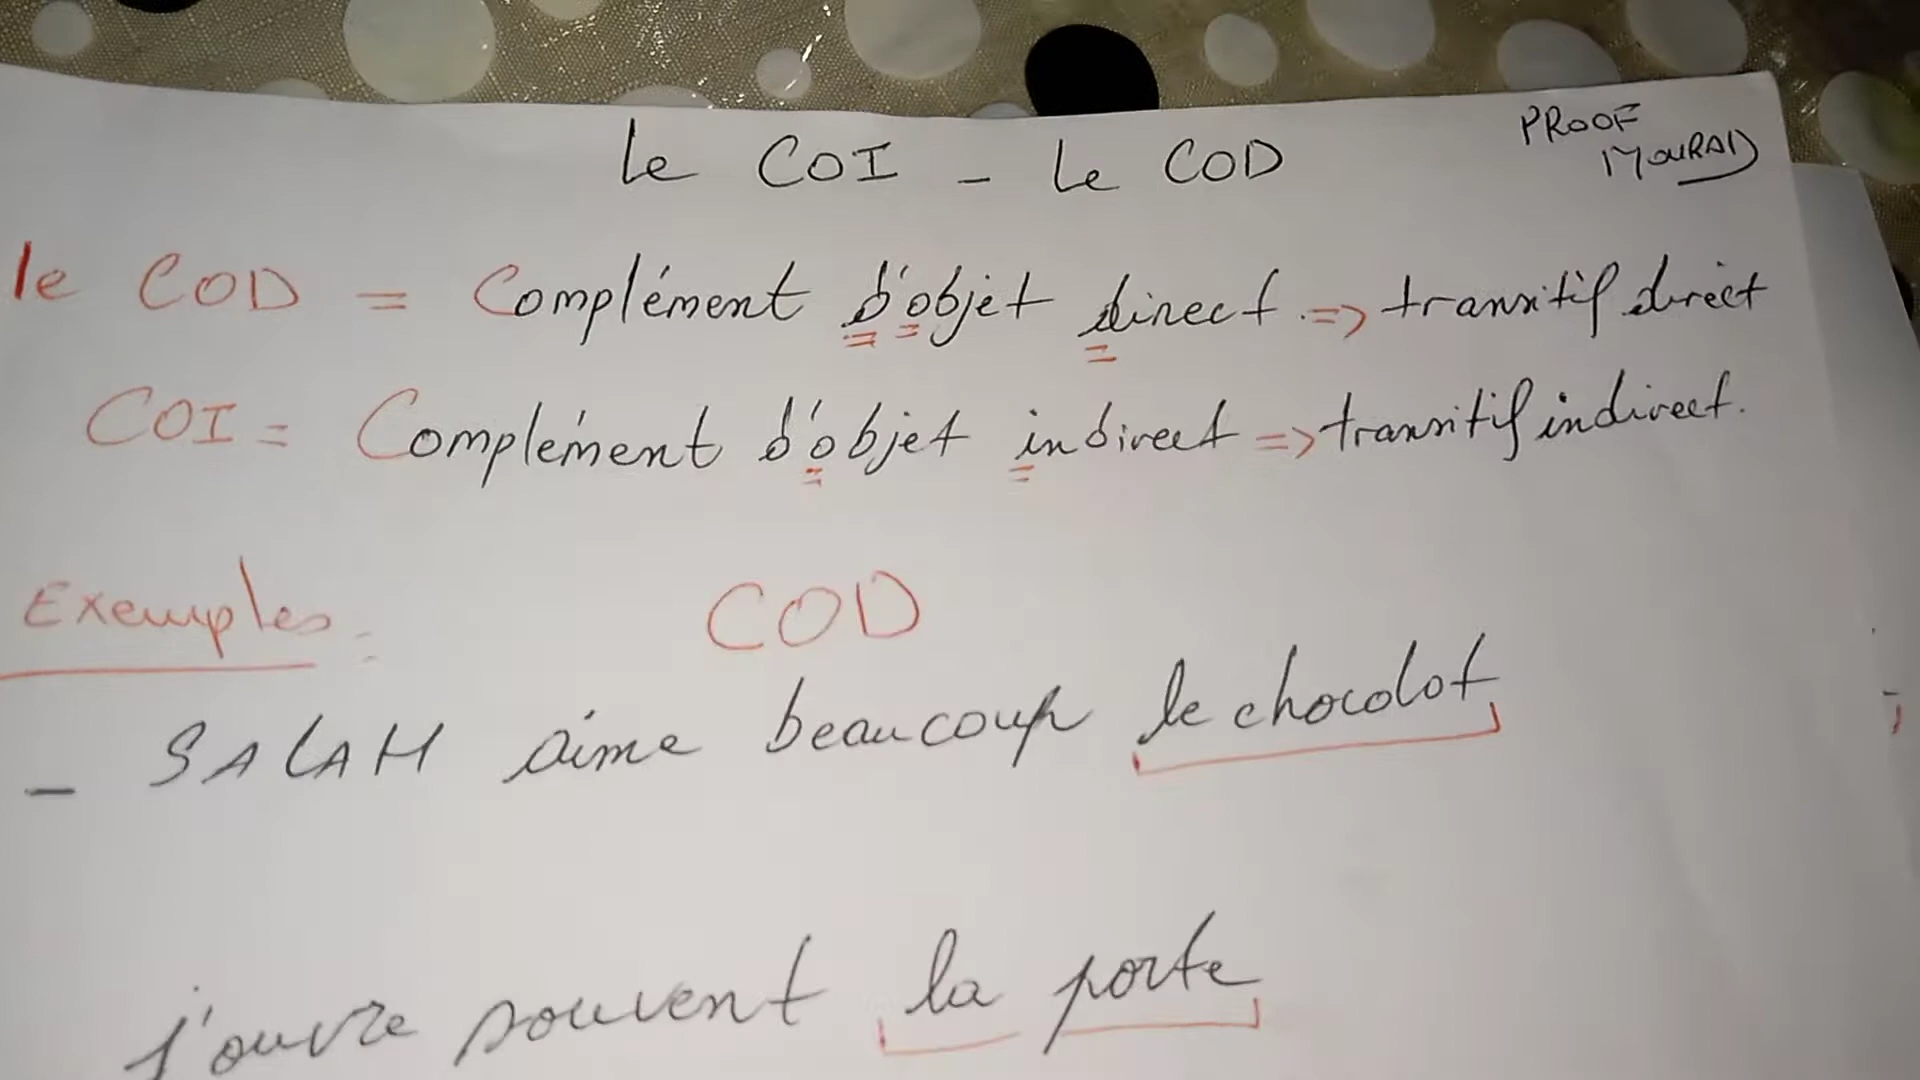 le COI - le COD
PROOF
MOURAD
le COD = Complément d'objet direct. => transitif direct
COI = Complément d'objet indirect => transitif indirect.
Exemples:
COD
- SALAH aime beaucoup le chocolat
j'ouvre souvent la porte